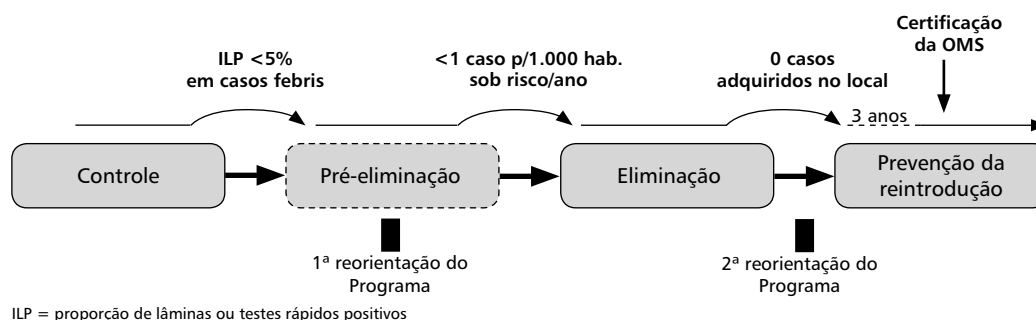 Certificação
da OMS
ILP <5%
em casos febris
<1 caso p/1.000 hab.
sob risco/ano
0 casos
adquiridos no local
3 anos
Controle
Pré-eliminação
Eliminação
Prevenção da
reintrodução
1ª reorientação do
Programa
2ª reorientação do
Programa
ILP = proporção de lâminas ou testes rápidos positivos